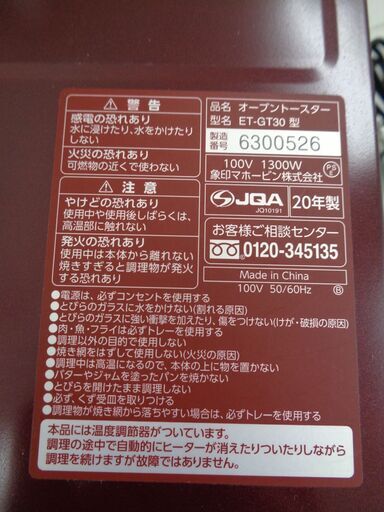 ⚠ 警告
感電の恐れあり
水に浸けたり、水をかけたり
しない
火災の恐れあり
可燃物の近くで使わない
⚠ 注意
やけどの恐れあり
使用中や使用後しばらくは、
高温部に触れない
発火の恐れあり
使用中は本体から離れない
焼きすぎると調理物が発火
する恐れあり
品名 オーブントースター
型名 ET-GT30 型
製造番号 6300526
100V 1300W PSE
象印マホービン株式会社
JQA
JQ10191
20年製
お客様ご相談センター
0120-345135
Made in China
100V 50/60Hz Ⓑ
●電源は、必ずコンセントを使用する
●とびらのガラスに水をかけない(割れる原因)
●とびらのガラスに強い衝撃を加えたり、傷をつけない(けが・破損の原因)
●肉・魚・フライは必ずトレーを使用する
●調理以外の目的で使用しない
●焼き網をはずして使用しない(火災の原因)
●調理中は高温になるので、本体の上に物を置かない
●バターやジャムを塗ったパンを焼かない
●とびらを開けたまま調理しない
●必ず、くず受皿を取りつける
●調理物が焼き網から落ちやすい場合は、必ずトレーを使用する
本品には温度調節器がついています。
調理の途中で自動的にヒーターが消えたりついたりしながら
調理を続けますが故障ではありません。